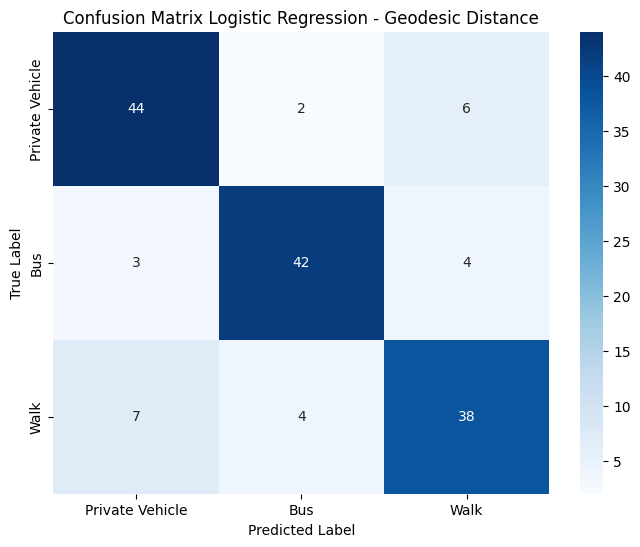 Confusion Matrix Logistic Regression - Geodesic Distance
True Label
Private Vehicle
44
2
6
Bus
3
42
4
Walk
7
4
38
Private Vehicle
Bus
Walk
Predicted Label
40
35
30
25
20
15
10
5